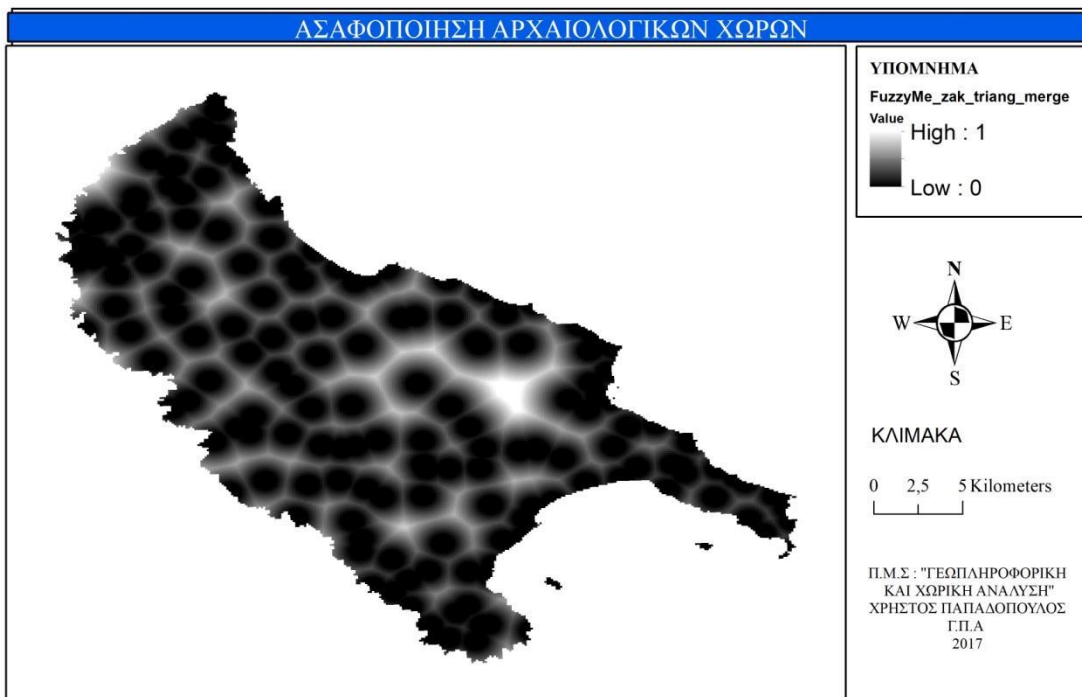 ΑΣΑΦΟΠΟΙΗΣΗ ΑΡΧΑΙΟΛΟΓΙΚΩΝ ΧΩΡΩΝ
ΥΠΟΜΝΗΜΑ
FuzzyMe_zak_triang_merge
Value
High : 1
Low : 0
N
W E
S
ΚΛΙΜΑΚΑ
0 2,5 5 Kilometers
Π.Μ.Σ : "ΓΕΩΠΛΗΡΟΦΟΡΙΚΗ
ΚΑΙ ΧΩΡΙΚΗ ΑΝΑΛΥΣΗ"
ΧΡΗΣΤΟΣ ΠΑΠΑΔΟΠΟΥΛΟΣ
Γ.Π.Α
2017